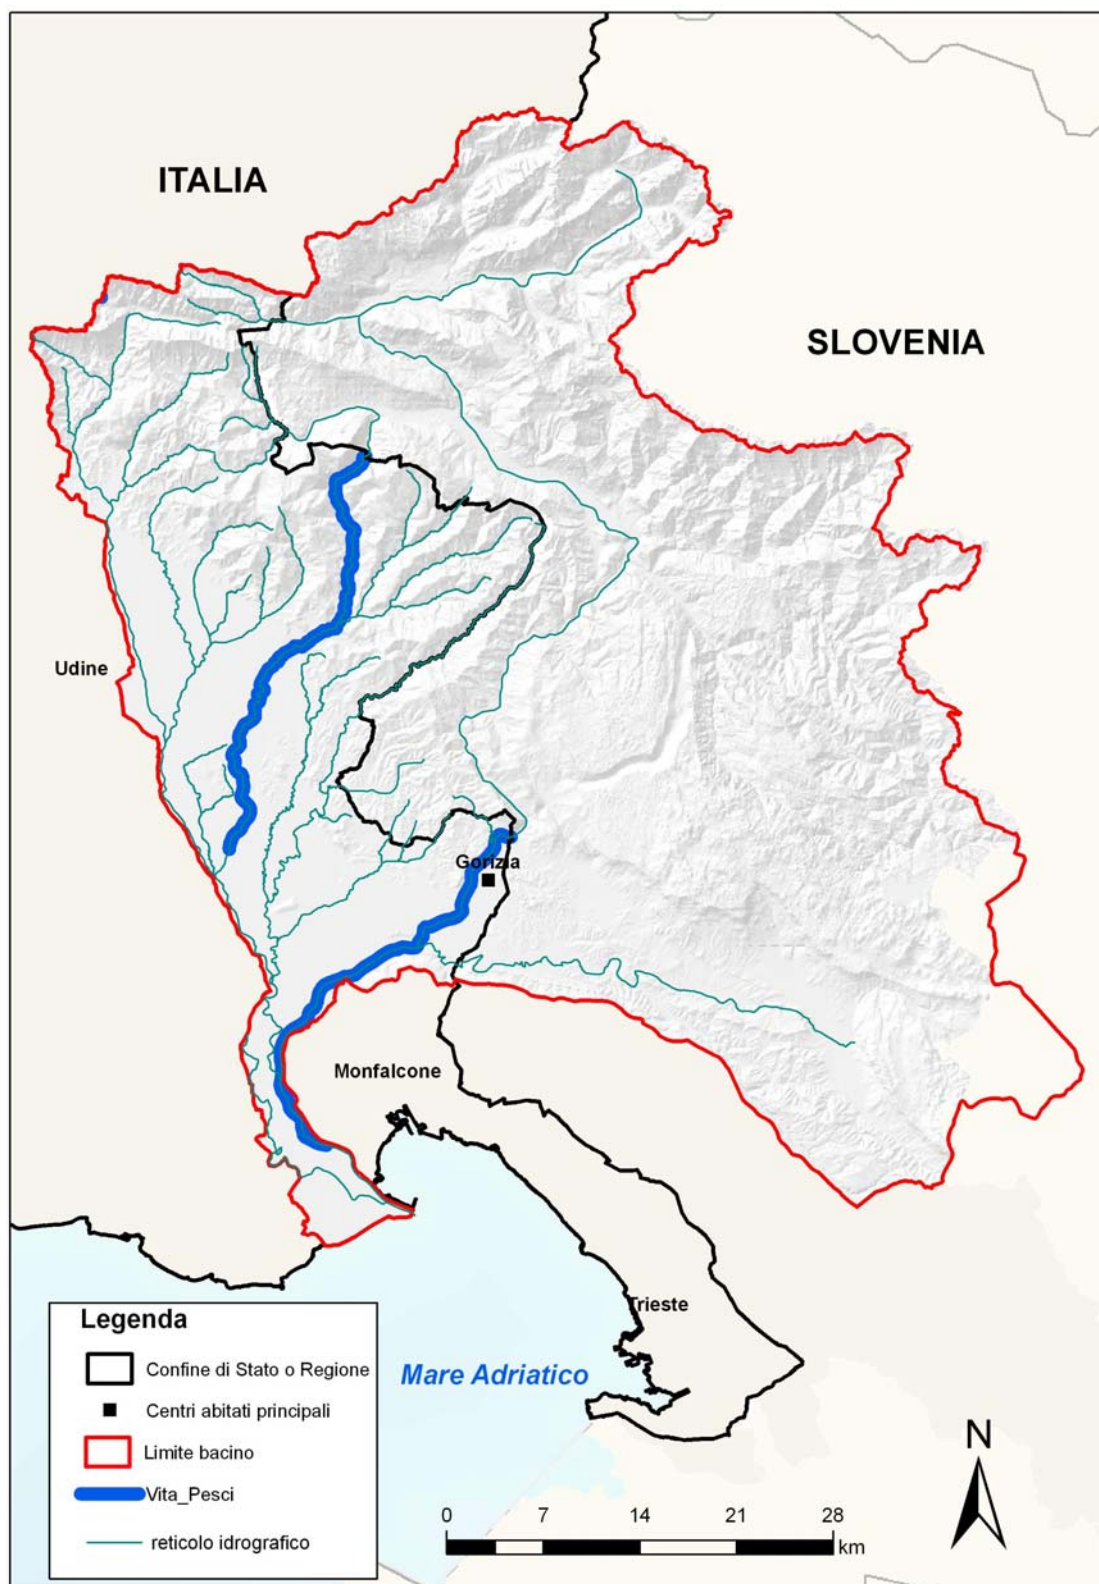 ITALIA
SLOVENIA
Udine
Gorizia
Monfalcone
Trieste
Mare Adriatico
Legenda
Confine di Stato o Regione
Centri abitati principali
Limite bacino
Vita_Pesci
reticolo idrografico
N
0 7 14 21 28
km